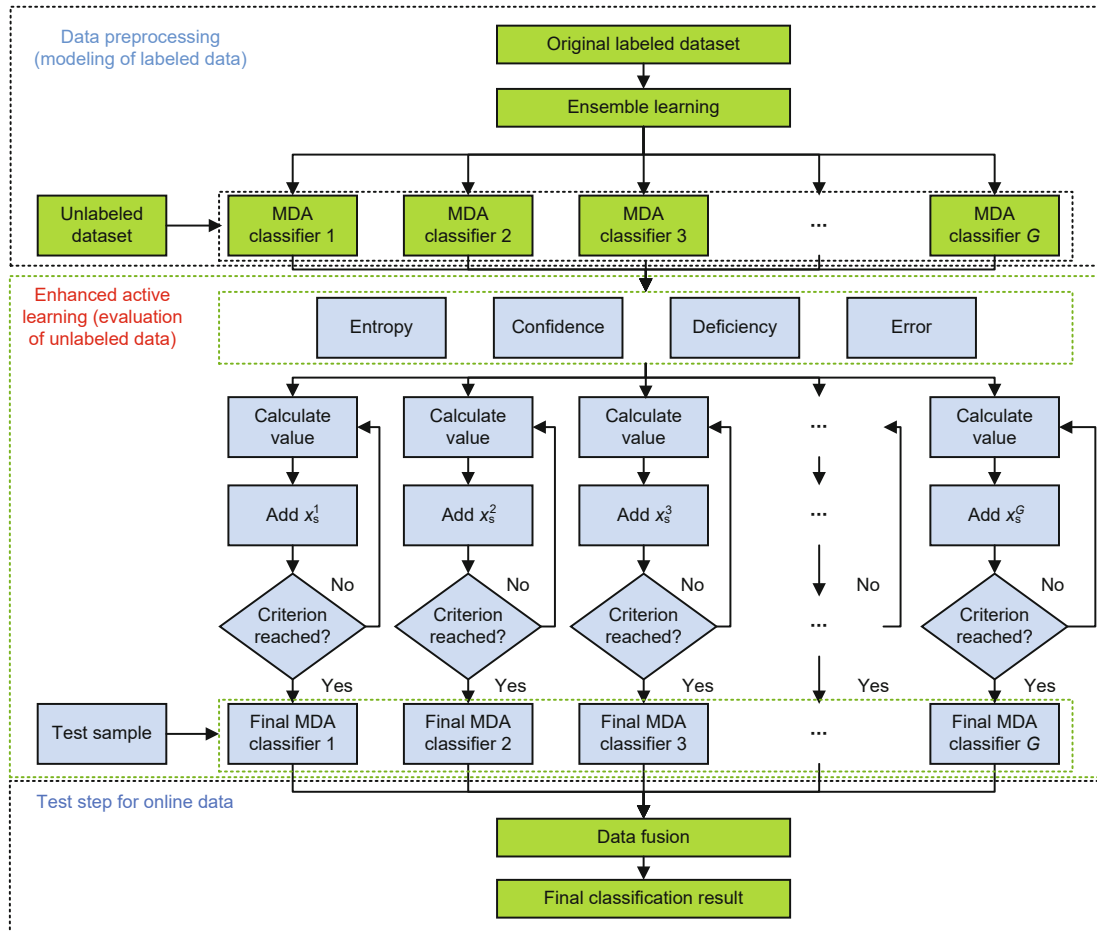 Data preprocessing
(modeling of labeled data)
Original labeled dataset
Ensemble learning
Unlabeled
dataset
MDA
classifier 1
MDA
classifier 2
MDA
classifier 3
...
MDA
classifier G
Enhanced active
learning (evaluation
of unlabeled data)
Entropy
Confidence
Deficiency
Error
Calculate
value
Calculate
value
Calculate
value
...
Calculate
value
Add x_s^1
Add x_s^2
Add x_s^3
...
Add x_s^G
No
No
No
No
No
Criterion
reached?
Criterion
reached?
Criterion
reached?
...
Criterion
reached?
Yes
Yes
Yes
Yes
Yes
Test sample
Final MDA
classifier 1
Final MDA
classifier 2
Final MDA
classifier 3
...
Final MDA
classifier G
Test step for online data
Data fusion
Final classification result